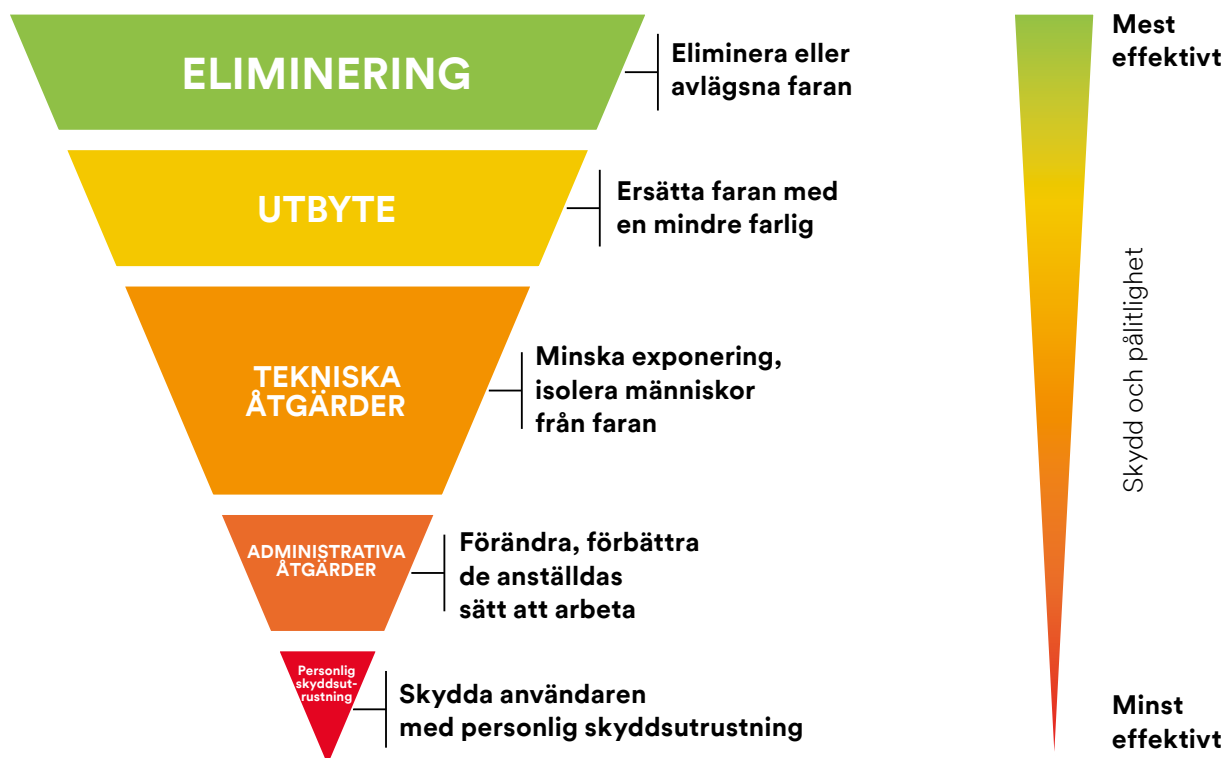 ELIMINERING
Eliminera eller
avlägsna faran
UTBYTE
Ersätta faran med
en mindre farlig
TEKNISKA
ÅTGÄRDER
Minska exponering,
isolera människor
från faran
ADMINISTRATIVA
ÅTGÄRDER
Förändra, förbättra
de anställdas
sätt att arbeta
Personlig
skyddsut-
rustning
Skydda användaren
med personlig skyddsutrustning
Mest
effektivt
Skydd och pålitlighet
Minst
effektivt